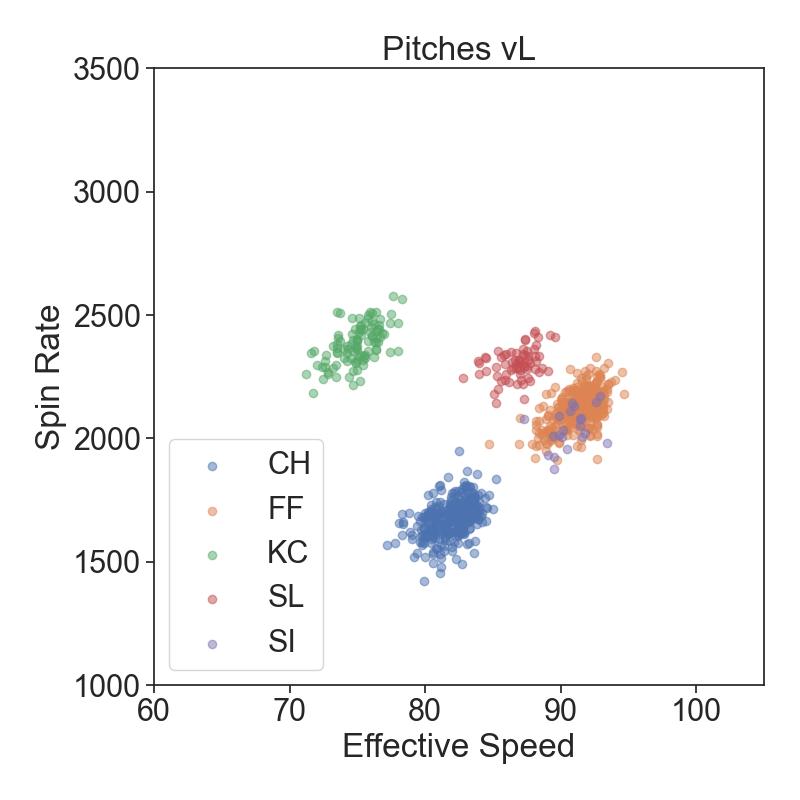 Pitches vL
3500
3000
2500
2000
1500
1000
Spin Rate
CH
FF
KC
SL
SI
60 70 80 90 100
Effective Speed